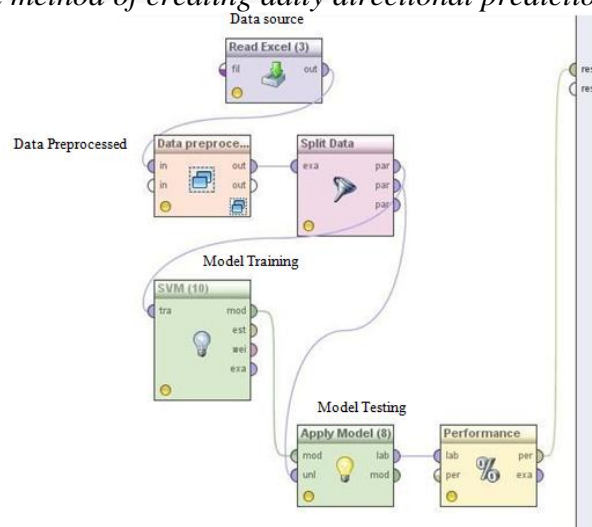 method of creating daily directional predictio
Data source
Read Excel (3)
fil out
res
res
Data Preprocessed
Data preproce...
in out
in out
Split Data
exa par
par
par
Model Training
SVM (10)
tra mod
est
wei
exa
Model Testing
Apply Model (8)
mod lab
unl mod
Performance
lab per
per % exa